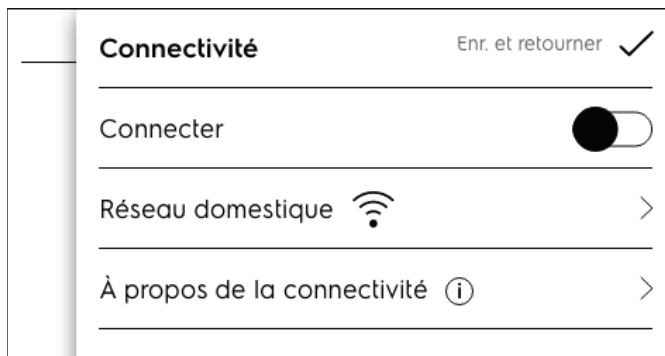 Connectivité
Enr. et retourner
Connecter
Réseau domestique
À propos de la connectivité